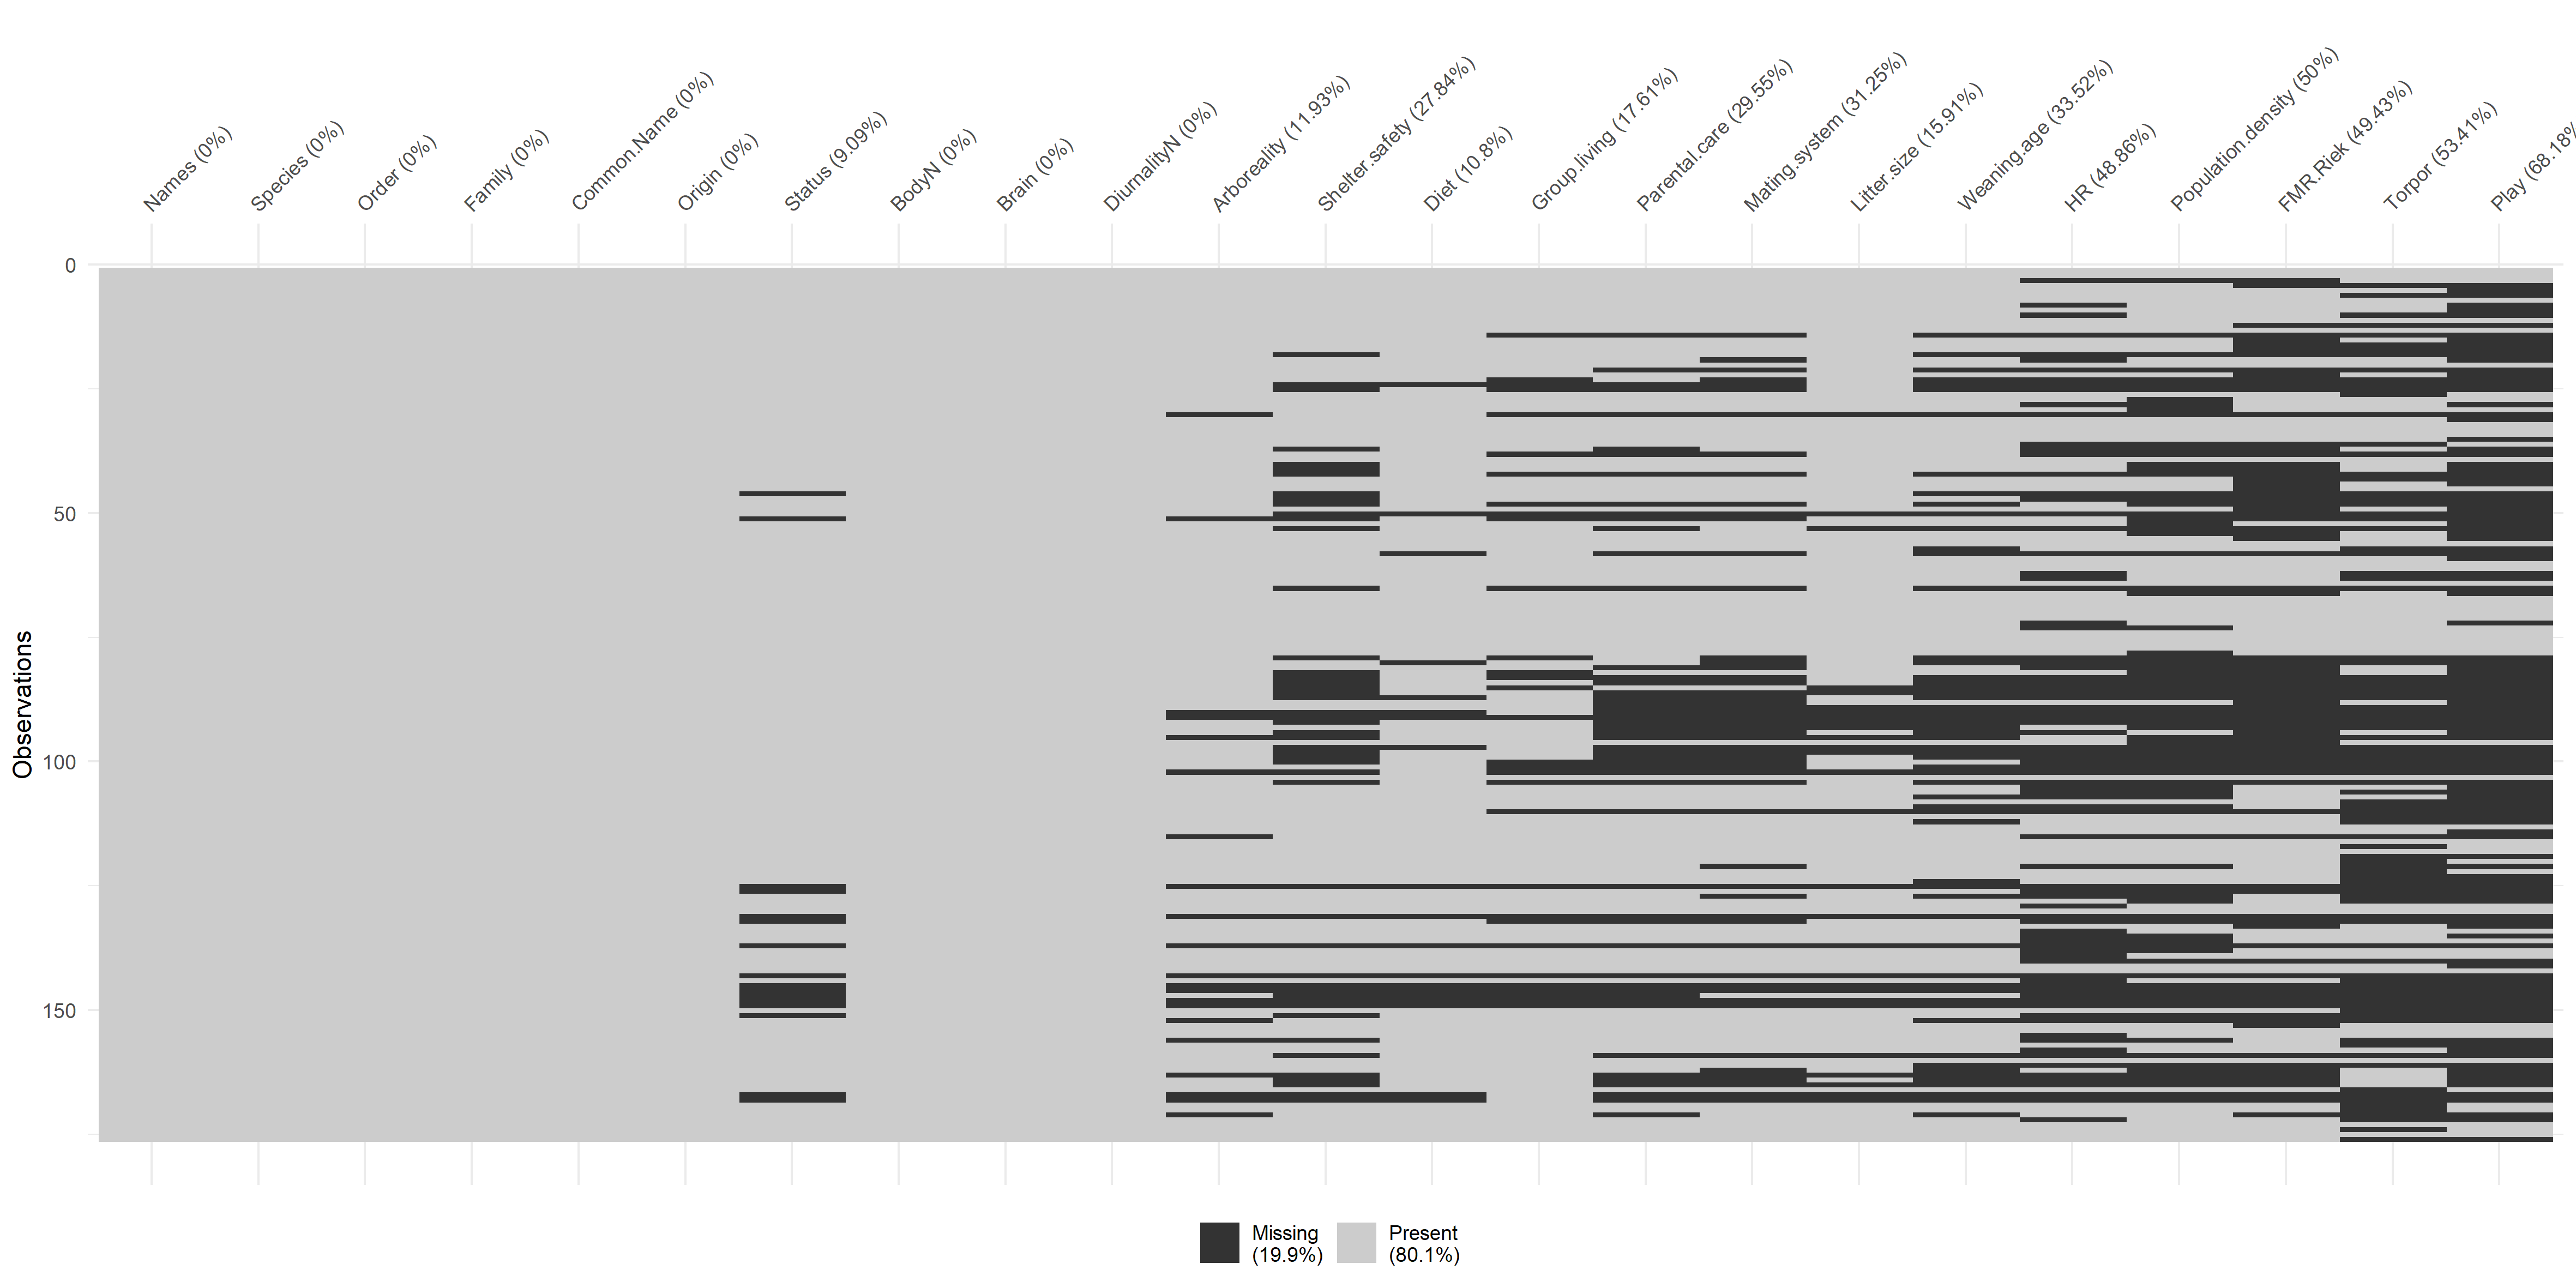 Names (0%)
Species (0%)
Order (0%)
Family (0%)
Common.Name (0%)
Origin (0%)
Status (9.09%)
BodyN (0%)
Brain (0%)
DiurnalityN (0%)
Arboreality (11.93%)
Shelter.safety (27.84%)
Diet (10.8%)
Group.living (17.61%)
Parental.care (29.55%)
Mating.system (31.25%)
Litter.size (15.91%)
Weaning.age (33.52%)
HR (48.86%)
Population.density (50%)
FMR.Riek (49.43%)
Torpor (53.41%)
Play (68.18%
0
50
100
150
Observations
Missing
(19.9%)
Present
(80.1%)